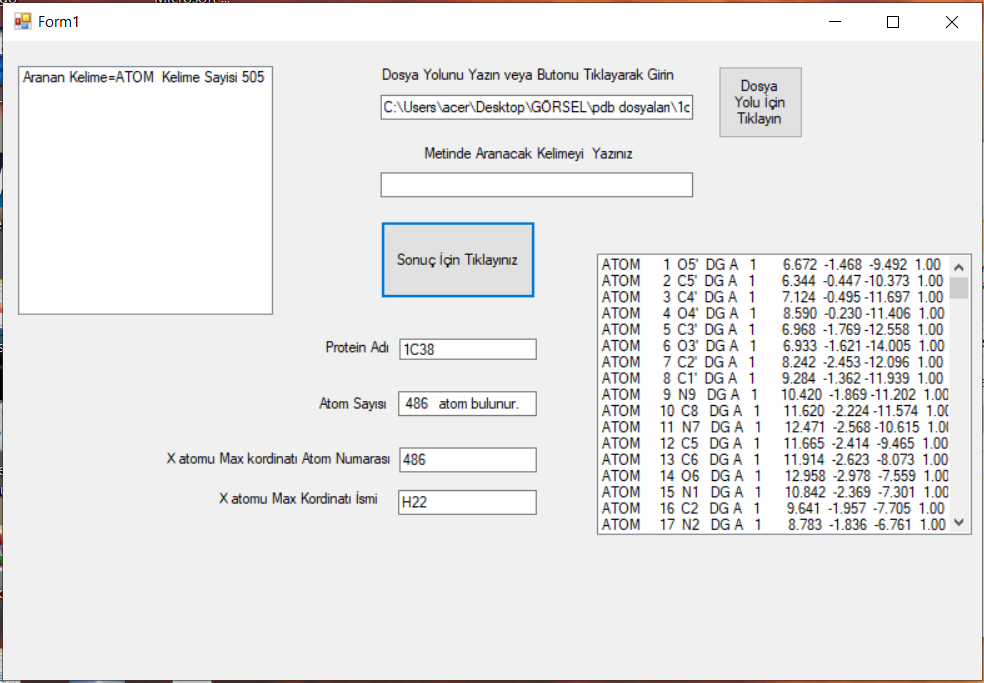 Form1
Aranan Kelime=ATOM Kelime Sayisi 505
Dosya Yolunu Yazın veya Butonu Tıklayarak Girin
C:\Users\acer\Desktop\GÖRSEL\pdb dosyaları\1c
Dosya
Yolu İçin
Tıklayın
Metinde Aranacak Kelimeyi Yazınız
Sonuç İçin Tıklayınız
Protein Adı 1C38
Atom Sayısı 486 atom bulunur.
X atomu Max kordinatı Atom Numarası 486
X atomu Max Kordinatı İsmi H22
ATOM 1 O5' DG A 1 6.672 -1.468 -9.492 1.00
ATOM 2 C5' DG A 1 6.344 -0.447 -10.373 1.00
ATOM 3 C4' DG A 1 7.124 -0.495 -11.697 1.00
ATOM 4 O4' DG A 1 8.590 -0.230 -11.406 1.00
ATOM 5 C3' DG A 1 6.968 -1.769 -12.558 1.00
ATOM 6 O3' DG A 1 6.933 -1.621 -14.005 1.00
ATOM 7 C2' DG A 1 8.242 -2.453 -12.096 1.00
ATOM 8 C1' DG A 1 9.284 -1.362 -11.939 1.00
ATOM 9 N9 DG A 1 10.420 -1.869 -11.202 1.00
ATOM 10 C8 DG A 1 11.620 -2.224 -11.574 1.00
ATOM 11 N7 DG A 1 12.471 -2.568 -10.615 1.00
ATOM 12 C5 DG A 1 11.665 -2.414 -9.465 1.00
ATOM 13 C6 DG A 1 11.914 -2.623 -8.073 1.00
ATOM 14 O6 DG A 1 12.958 -2.978 -7.559 1.00
ATOM 15 N1 DG A 1 10.842 -2.369 -7.301 1.00
ATOM 16 C2 DG A 1 9.641 -1.957 -7.705 1.00
ATOM 17 N2 DG A 1 8.783 -1.836 -6.761 1.00